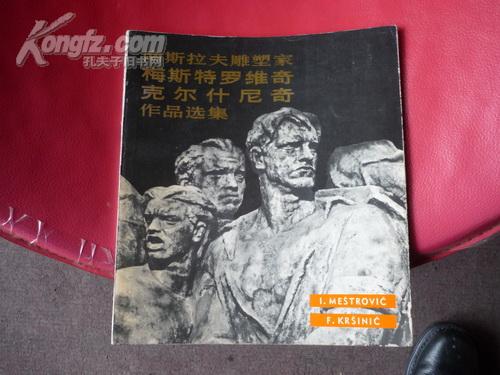 Kongfz.com
孔夫子旧书网
南斯拉夫雕塑家
梅斯特罗维奇
克尔什尼奇
作品选集
I. MEŠTROVIĆ
F. KRŠINIĆ